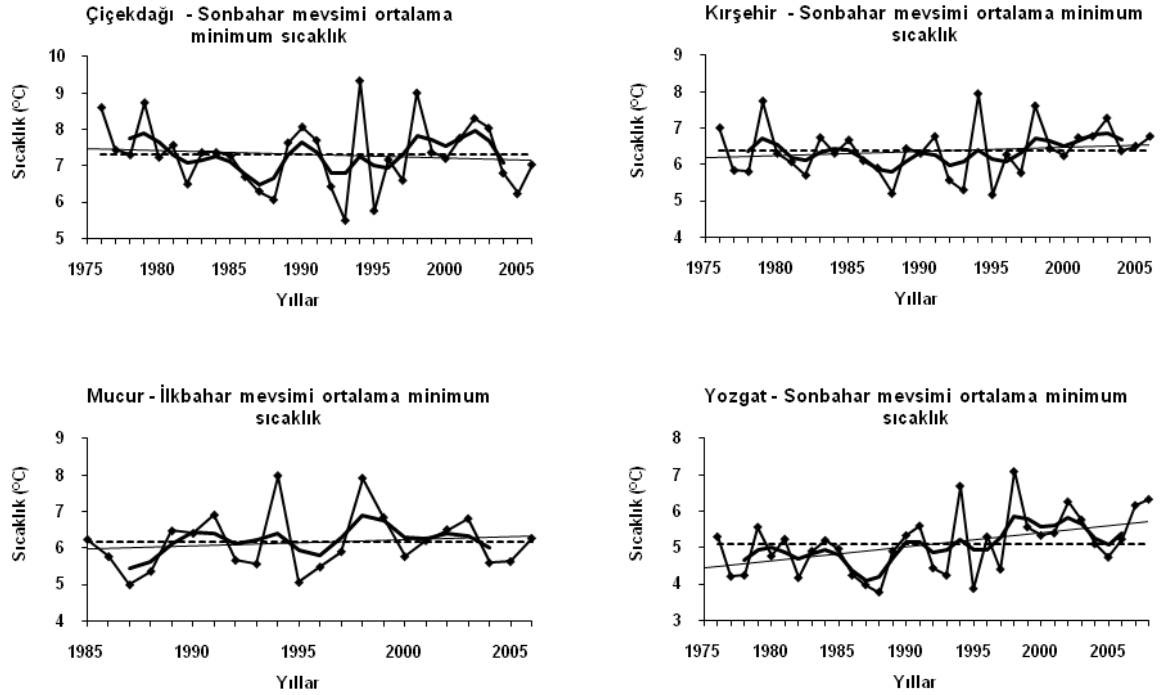 Çiçekdağı - Sonbahar mevsimi ortalama
minimum sıcaklık
Sıcaklık (ºC)
10
9
8
7
6
5
1975 1980 1985 1990 1995 2000 2005
Yıllar
Kırşehir - Sonbahar mevsimi ortalama minimum
sıcaklık
Sıcaklık (ºC)
9
8
7
6
5
4
1975 1980 1985 1990 1995 2000 2005
Yıllar
Mucur - İlkbahar mevsimi ortalama minimum
sıcaklık
Sıcaklık (ºC)
9
8
7
6
5
4
1985 1990 1995 2000 2005
Yıllar
Yozgat - Sonbahar mevsimi ortalama minimum
sıcaklık
Sıcaklık (ºC)
8
7
6
5
4
3
1975 1980 1985 1990 1995 2000 2005
Yıllar